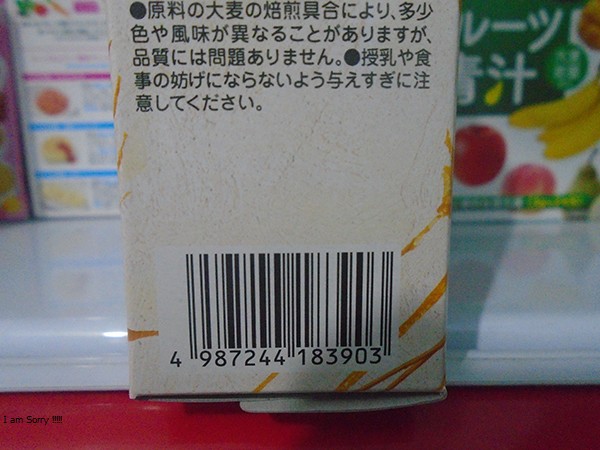 ●原料の大麦の焙煎具合により、多少
色や風味が異なることがありますが、
品質には問題ありません。●授乳や食
事の妨げにならないよう与えすぎに注
意してください。
ルーツ
青汁
4 987244 183903
I am Sorry !!!!!